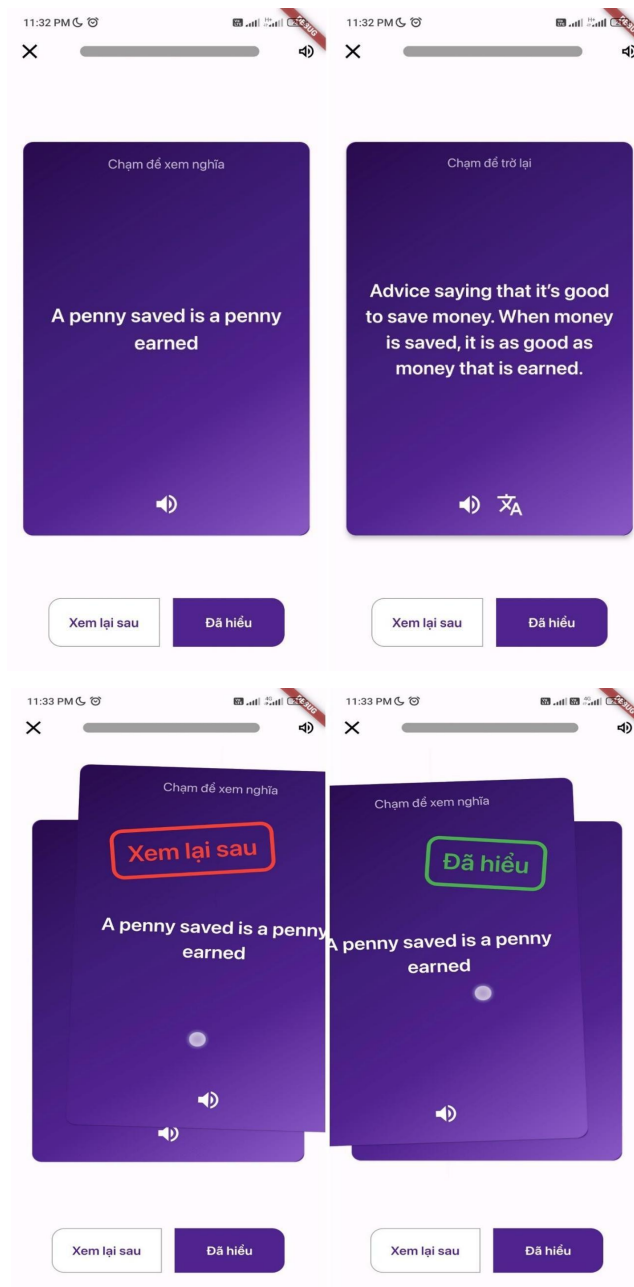 11:32 PM
Chạm để xem nghĩa
A penny saved is a penny
earned
Xem lại sau
Đã hiểu
11:32 PM
Chạm để trở lại
Advice saying that it's good
to save money. When money
is saved, it is as good as
money that is earned.
Xem lại sau
Đã hiểu
11:33 PM
Chạm để xem nghĩa
Xem lại sau
A penny saved is a penny
earned
Xem lại sau
Đã hiểu
11:33 PM
Chạm để xem nghĩa
Đã hiểu
A penny saved is a penny
earned
Xem lại sau
Đã hiểu